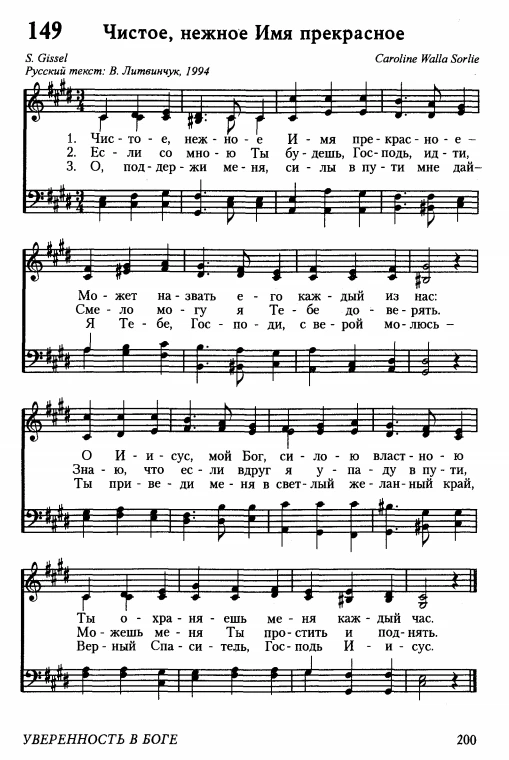 149 Чистое, нежное Имя прекрасное
S. Gissel Caroline Walla Sorlie
Русский текст: В. Литвинчук, 1994
1. Чис - то - е, неж - но - е И - мя пре - крас - но - е –
2. Ес - ли со мно - ю Ты бу - дешь, Гос - подь, ид - ти,
3. О, под - дер - жи ме - ня, си - лы в пу - ти мне дай–
Мо - жет на - звать е - го каж - дый из нас:
Сме - ло мо - гу я Те - бе до - ве - рять.
Я Те - бе, Гос - по - ди, с ве - рой мо - люсь –
О И - и - сус, мой Бог, си - ло - ю власт - но - ю
Зна - ю, что ес - ли вдруг я у - па - ду в пу - ти,
Ты при - ве - ди ме - ня в свет - лый же - лан - ный край,
Ты о - хра - ня - ешь ме - ня каж - дый час.
Мо - жешь ме - ня Ты про - стить и под - нять.
Вер - ный Спа - си - тель, Гос - подь И - и - сус.
УВЕРЕННОСТЬ В БОГЕ 200